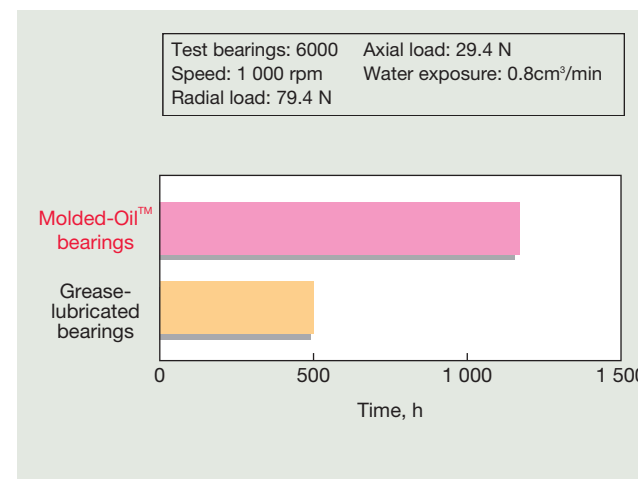 Test bearings: 6000 Axial load: 29.4 N
Speed: 1 000 rpm Water exposure: 0.8cm³/min
Radial load: 79.4 N
Molded-Oil™
bearings
Grease-
lubricated
bearings
0 500 1 000 1 500
Time, h